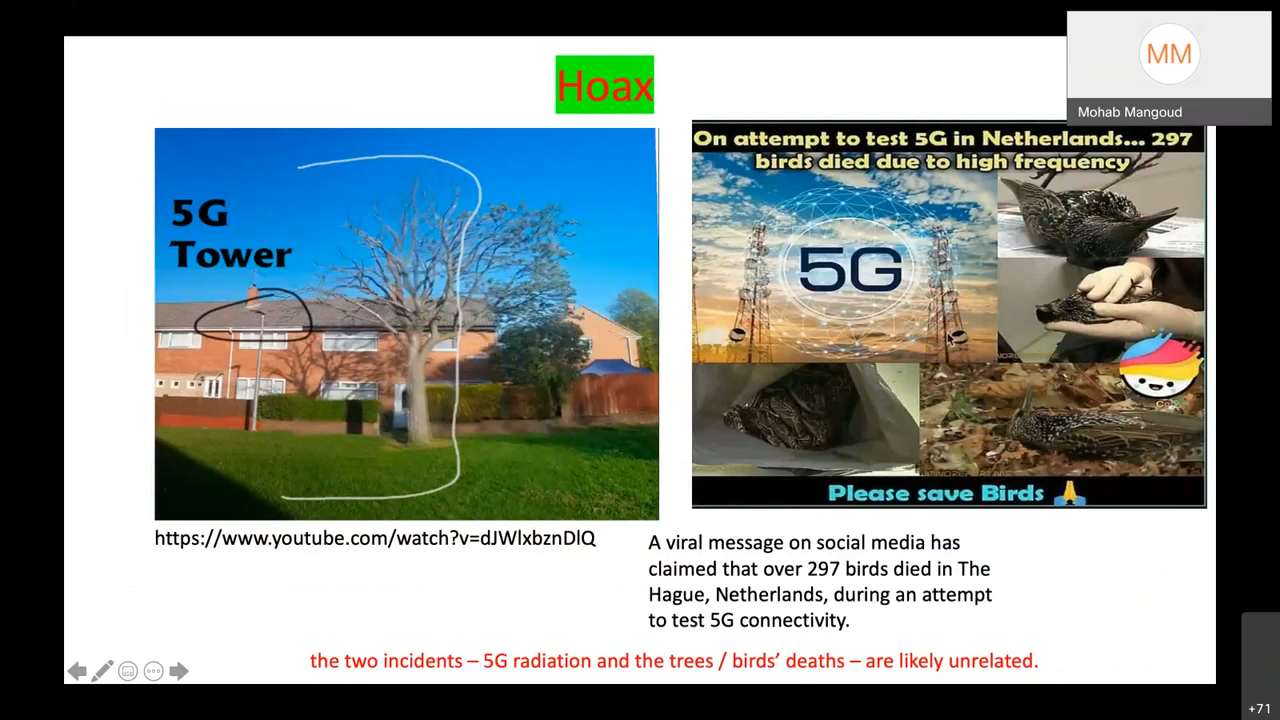 Hoax
MM
Mohab Mangoud
5G
Tower
On attempt to test 5G in Netherlands... 297
birds died due to high frequency
5G
Please save Birds 🙏
https://www.youtube.com/watch?v=dJWlxbznDlQ
A viral message on social media has
claimed that over 297 birds died in The
Hague, Netherlands, during an attempt
to test 5G connectivity.
the two incidents – 5G radiation and the trees / birds’ deaths – are likely unrelated.
+71